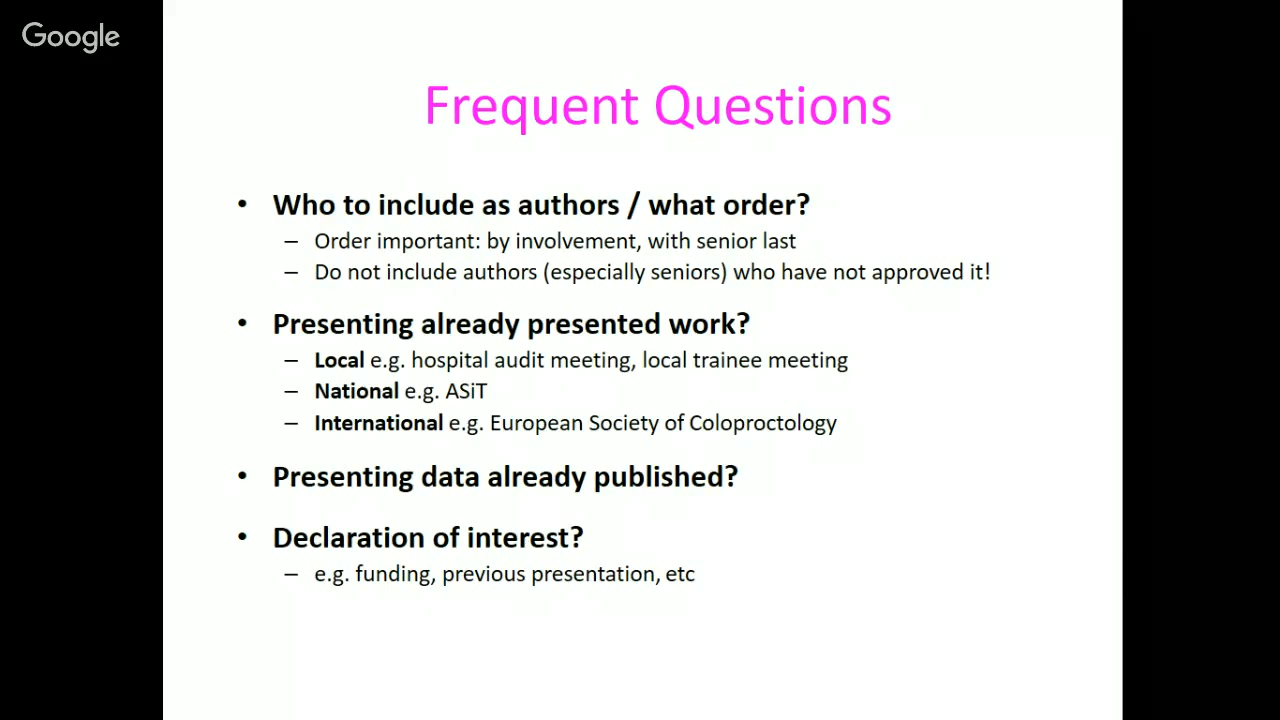 Google
Frequent Questions
• Who to include as authors / what order?
– Order important: by involvement, with senior last
– Do not include authors (especially seniors) who have not approved it!
• Presenting already presented work?
– Local e.g. hospital audit meeting, local trainee meeting
– National e.g. ASiT
– International e.g. European Society of Coloproctology
• Presenting data already published?
• Declaration of interest?
– e.g. funding, previous presentation, etc